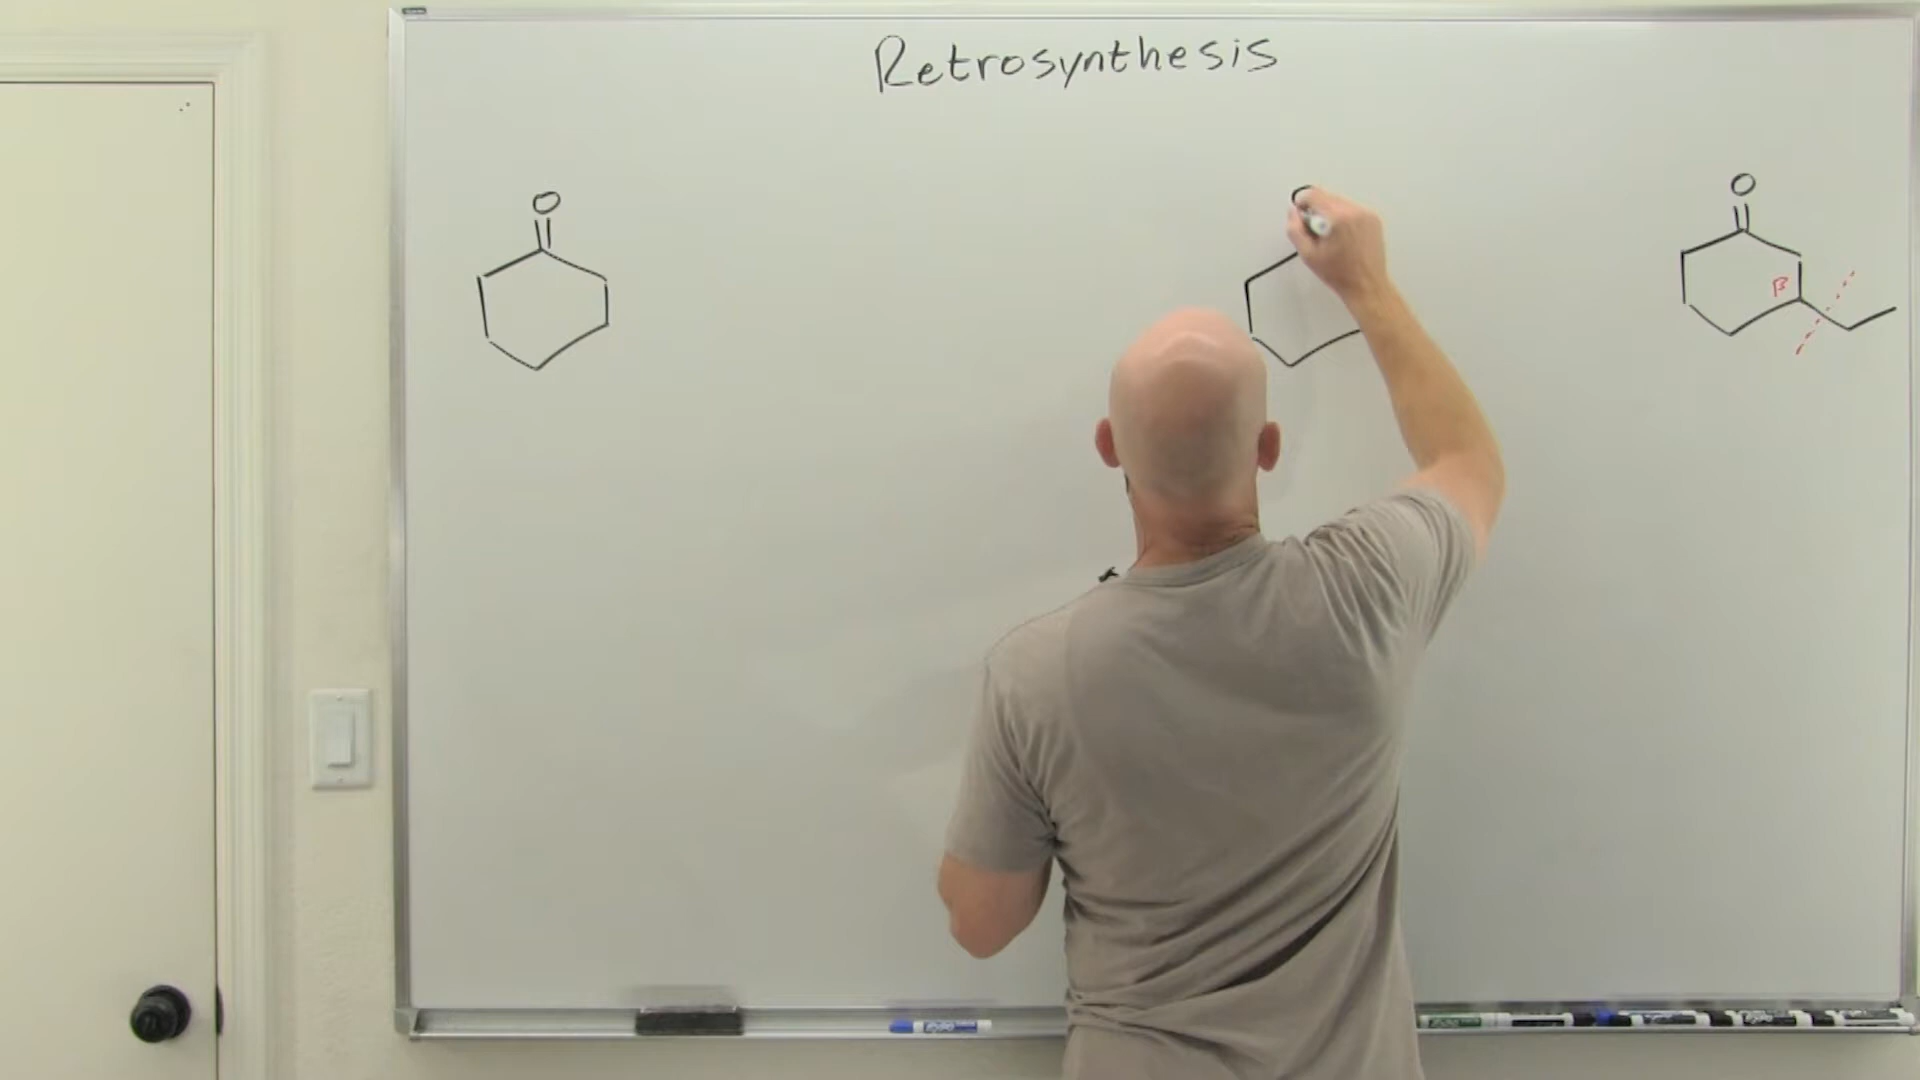 Retrosynthesis
O
O
O
β